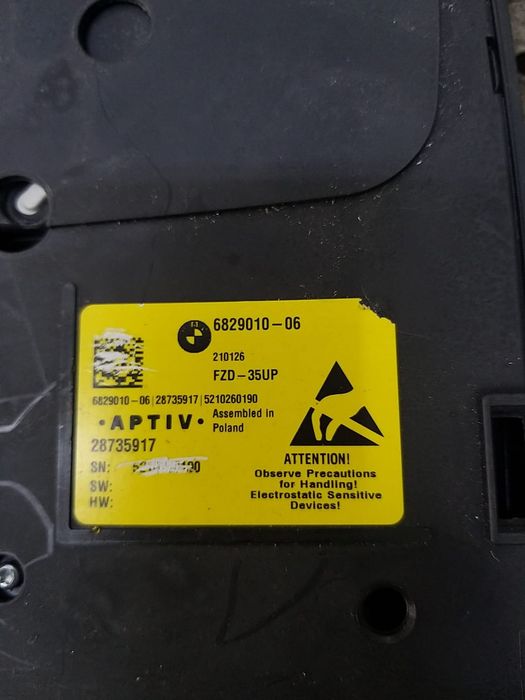 6829010-06
210126
FZD-35UP
6829010-06|28735917|5210260190
·APTIV·
Assembled in
Poland
28735917
SN:
SW:
HW:
ATTENTION!
Observe Precautions
for Handling!
Electrostatic Sensitive
Devices!